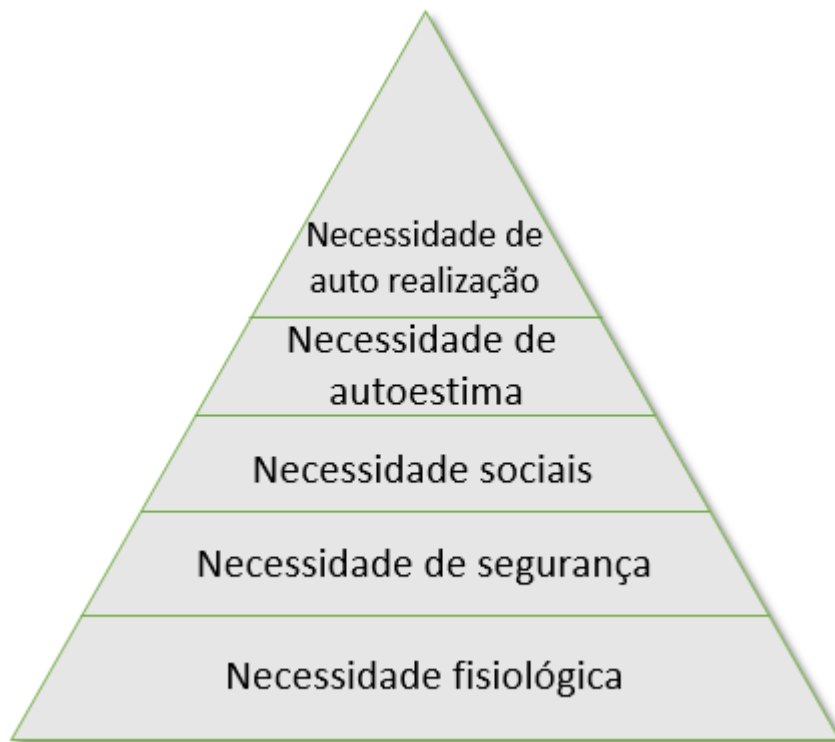 Necessidade de
auto realização
Necessidade de
autoestima
Necessidade sociais
Necessidade de segurança
Necessidade fisiológica